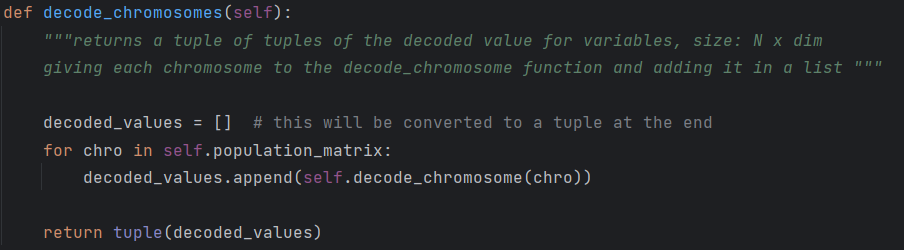 def decode_chromosomes(self):
"""returns a tuple of tuples of the decoded value for variables, size: N x dim
giving each chromosome to the decode_chromosome function and adding it in a list """
decoded_values = []  # this will be converted to a tuple at the end
for chro in self.population_matrix:
decoded_values.append(self.decode_chromosome(chro))
return tuple(decoded_values)